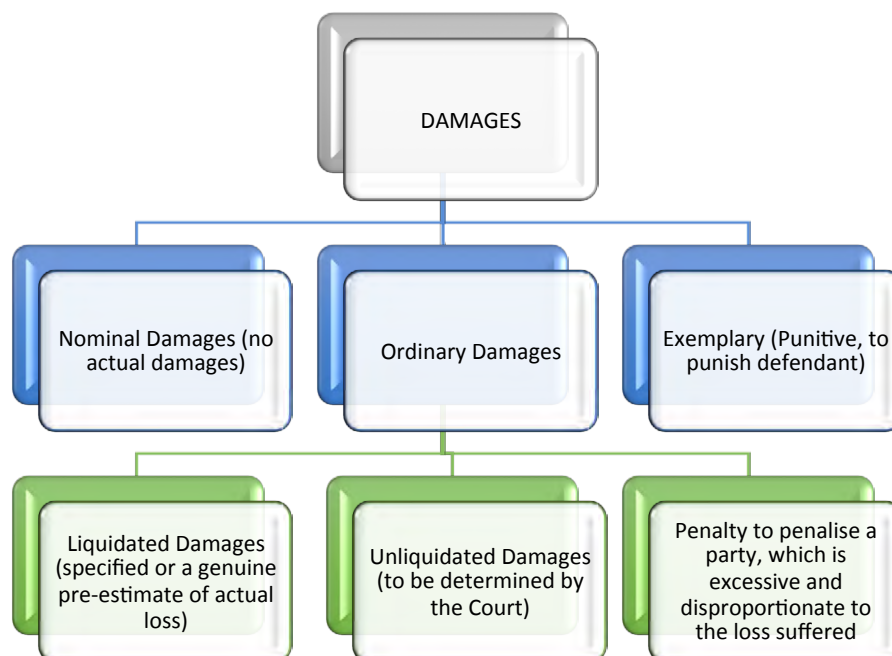 DAMAGES
Nominal Damages (no
actual damages)
Ordinary Damages
Exemplary (Punitive, to
punish defendant)
Liquidated Damages
(specified or a genuine
pre-estimate of actual
loss)
Unliquidated Damages
(to be determined by
the Court)
Penalty to penalise a
party, which is
excessive and
disproportionate to
the loss suffered